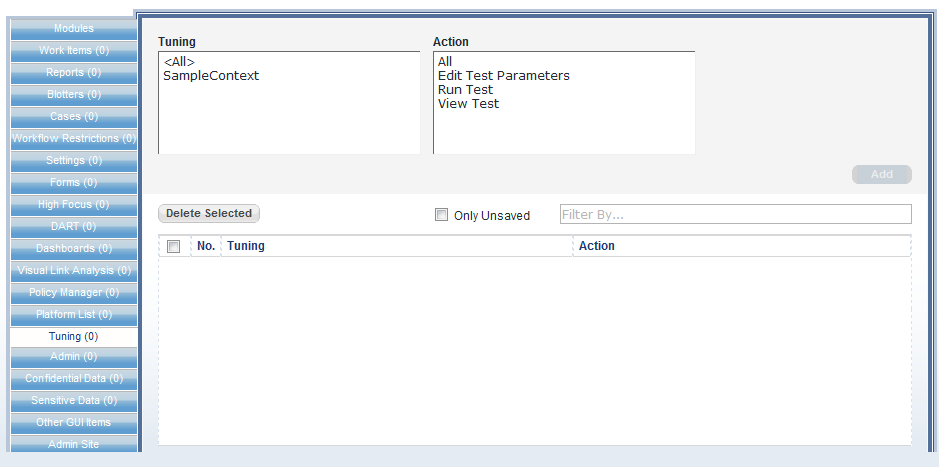 Modules
Work Items (0)
Reports (0)
Blotters (0)
Cases (0)
Workflow Restrictions (0)
Settings (0)
Forms (0)
High Focus (0)
DART (0)
Dashboards (0)
Visual Link Analysis (0)
Policy Manager (0)
Platform List (0)
Tuning (0)
Admin (0)
Confidential Data (0)
Sensitive Data (0)
Other GUI Items
Admin Site
Tuning
<All>
SampleContext
Action
All
Edit Test Parameters
Run Test
View Test
Add
Delete Selected
Only Unsaved
Filter By...
No. Tuning Action